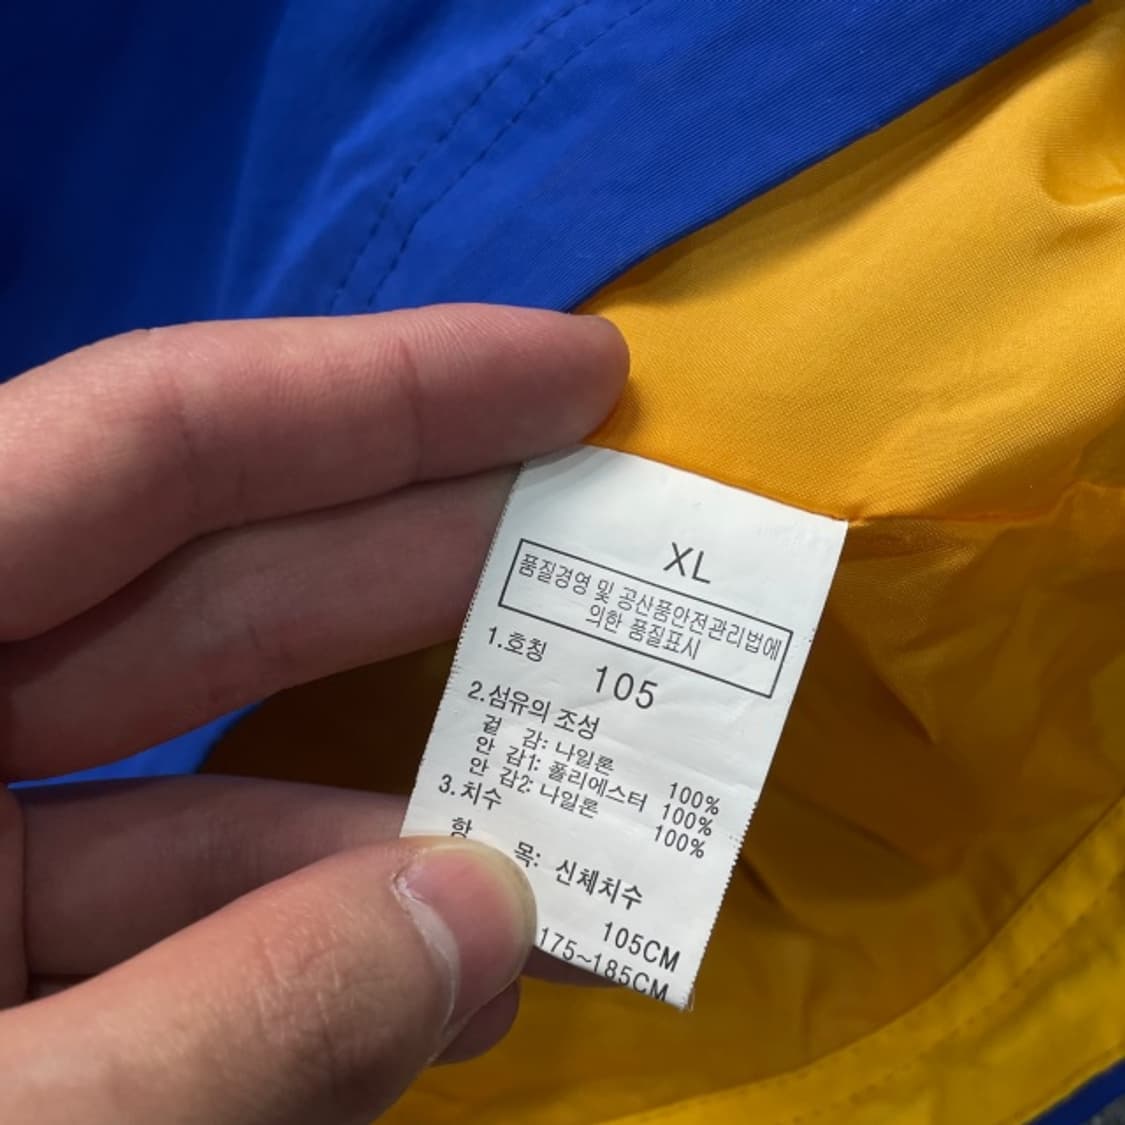 XL
품질경영 및 공산품안전관리법에
의한 품질표시
1.호칭 105
2.섬유의 조성
겉 감: 나일론 100%
안 감1: 폴리에스터 100%
안 감2: 나일론 100%
3.치수
항 목: 신체치수
105CM
175~185CM